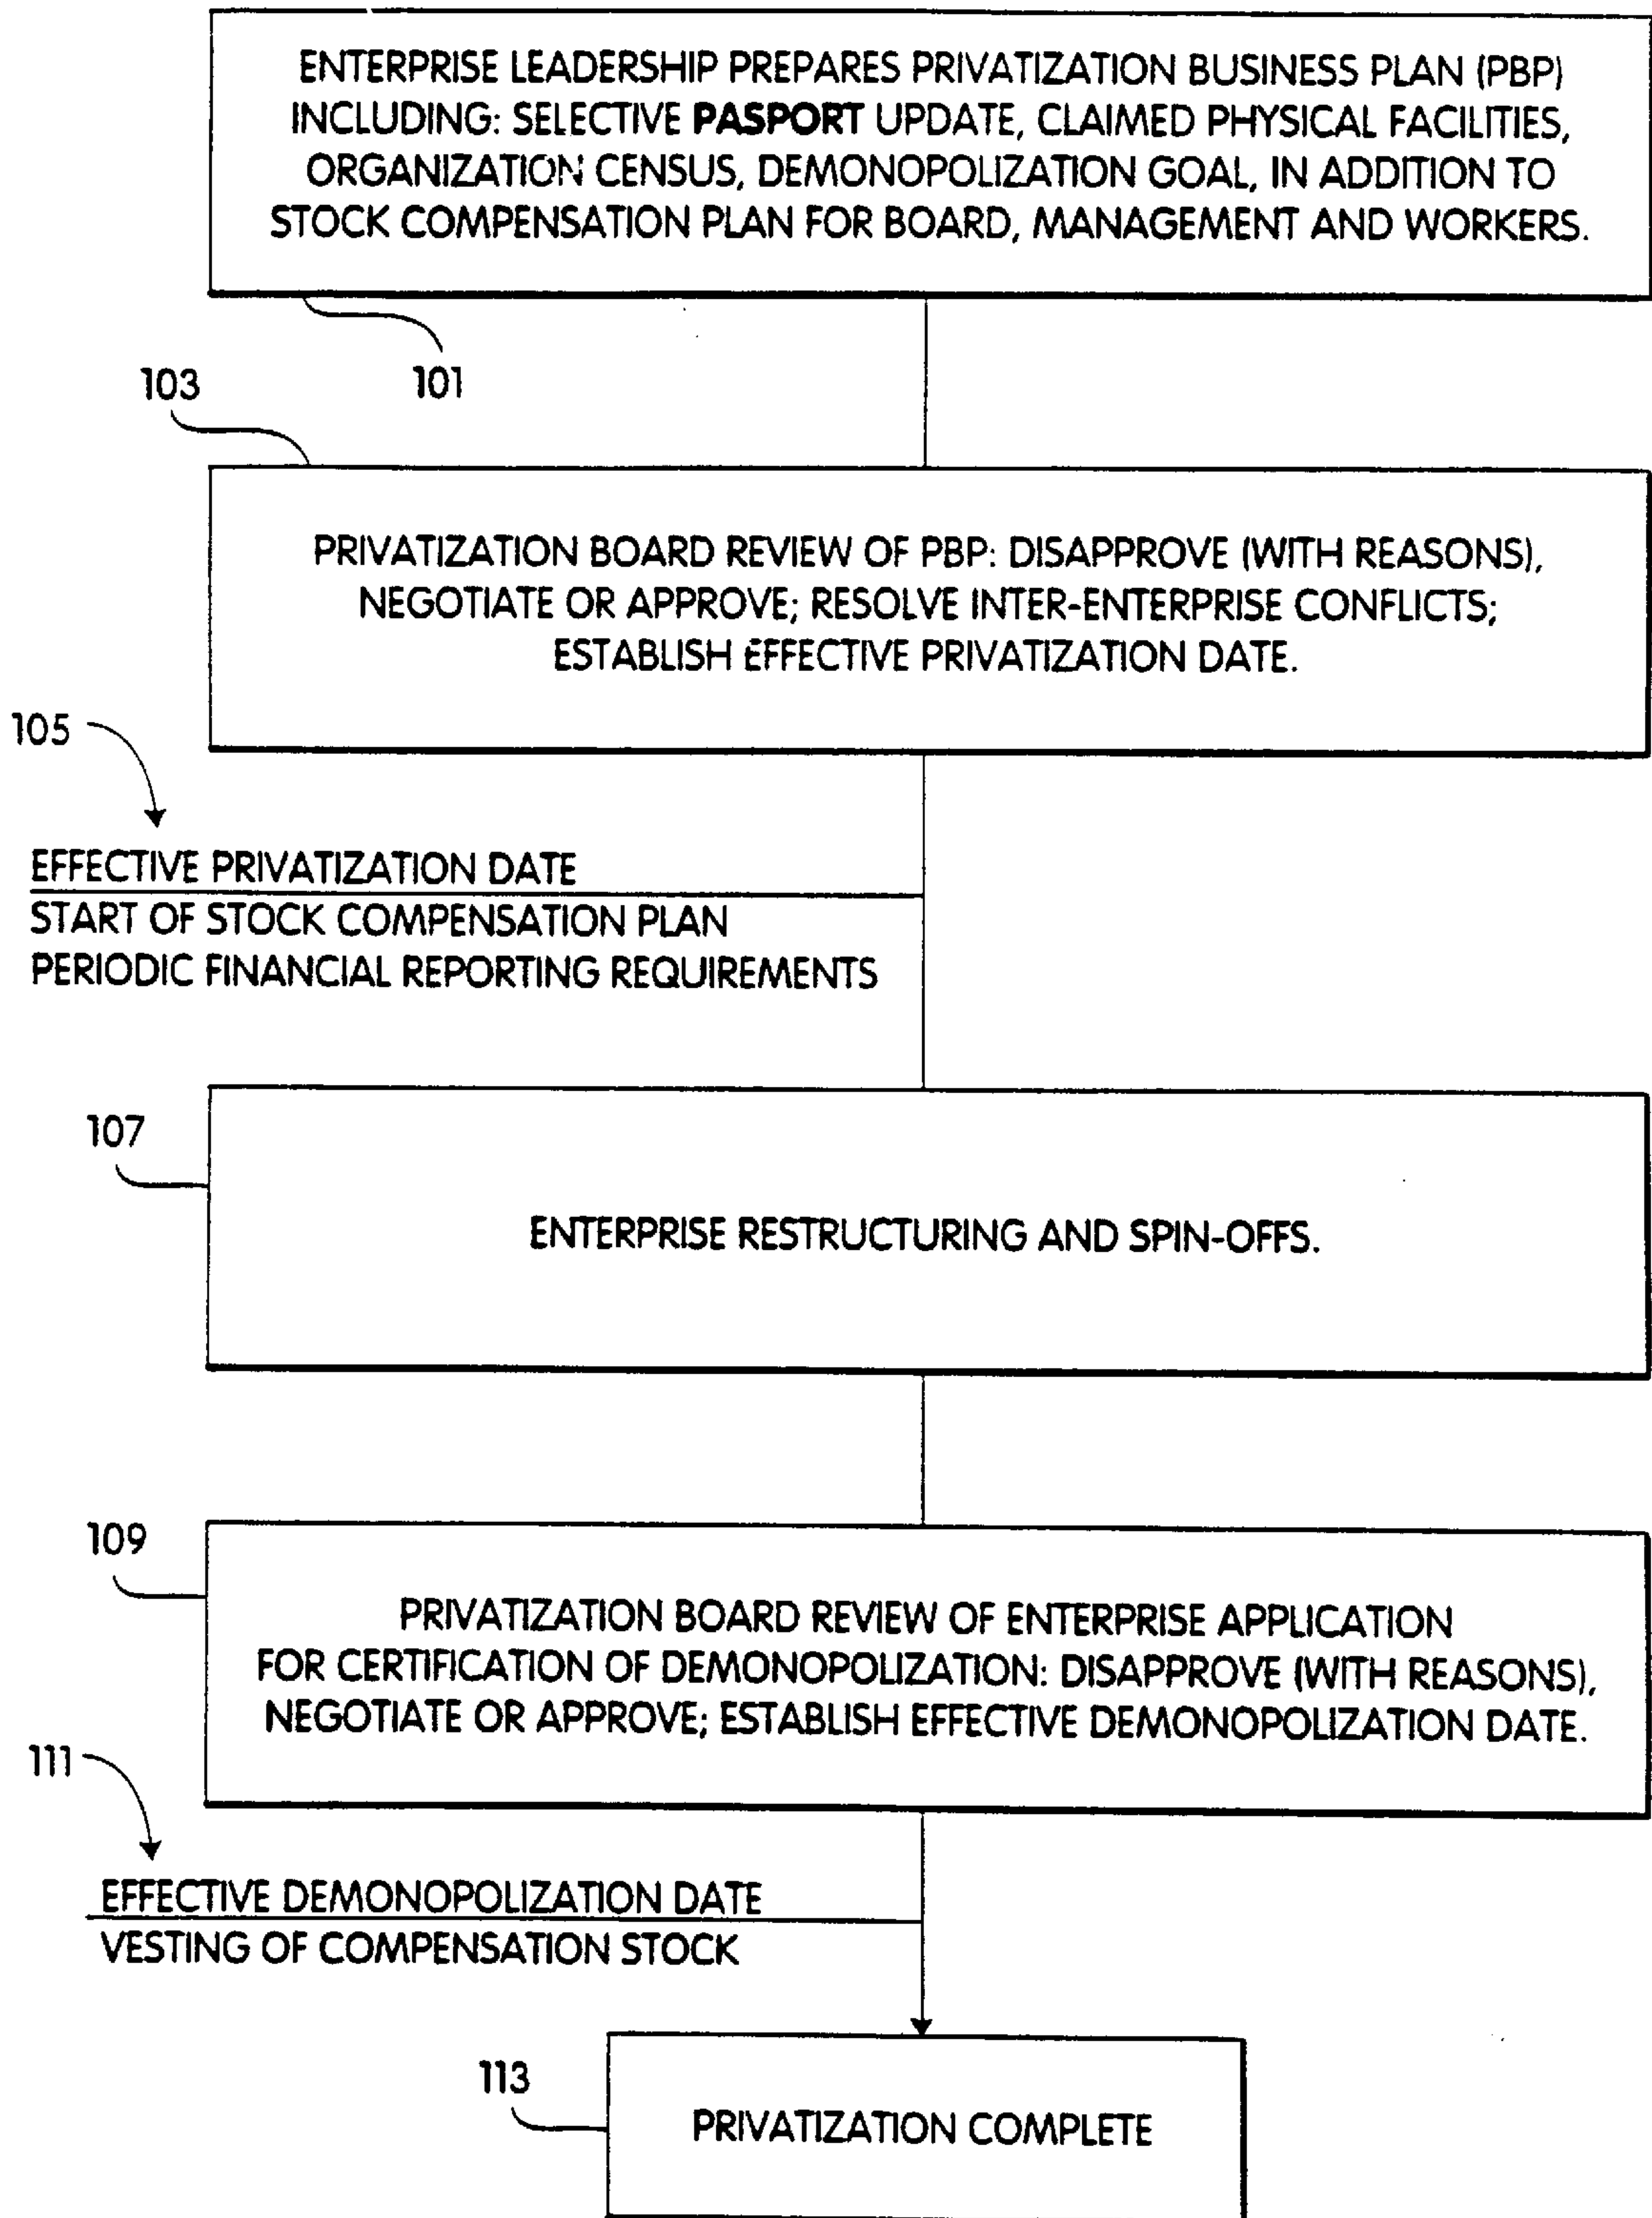 ENTERPRISE LEADERSHIP PREPARES PRIVATIZATION BUSINESS PLAN (PBP)
INCLUDING: SELECTIVE PASPORT UPDATE, CLAIMED PHYSICAL FACILITIES,
ORGANIZATION CENSUS, DEMONOPOLIZATION GOAL, IN ADDITION TO
STOCK COMPENSATION PLAN FOR BOARD, MANAGEMENT AND WORKERS.
101
103
PRIVATIZATION BOARD REVIEW OF PBP: DISAPPROVE (WITH REASONS),
NEGOTIATE OR APPROVE; RESOLVE INTER-ENTERPRISE CONFLICTS;
ESTABLISH EFFECTIVE PRIVATIZATION DATE.
105
EFFECTIVE PRIVATIZATION DATE
START OF STOCK COMPENSATION PLAN
PERIODIC FINANCIAL REPORTING REQUIREMENTS
107
ENTERPRISE RESTRUCTURING AND SPIN-OFFS.
109
PRIVATIZATION BOARD REVIEW OF ENTERPRISE APPLICATION
FOR CERTIFICATION OF DEMONOPOLIZATION: DISAPPROVE (WITH REASONS),
NEGOTIATE OR APPROVE; ESTABLISH EFFECTIVE DEMONOPOLIZATION DATE.
111
EFFECTIVE DEMONOPOLIZATION DATE
VESTING OF COMPENSATION STOCK
113
PRIVATIZATION COMPLETE